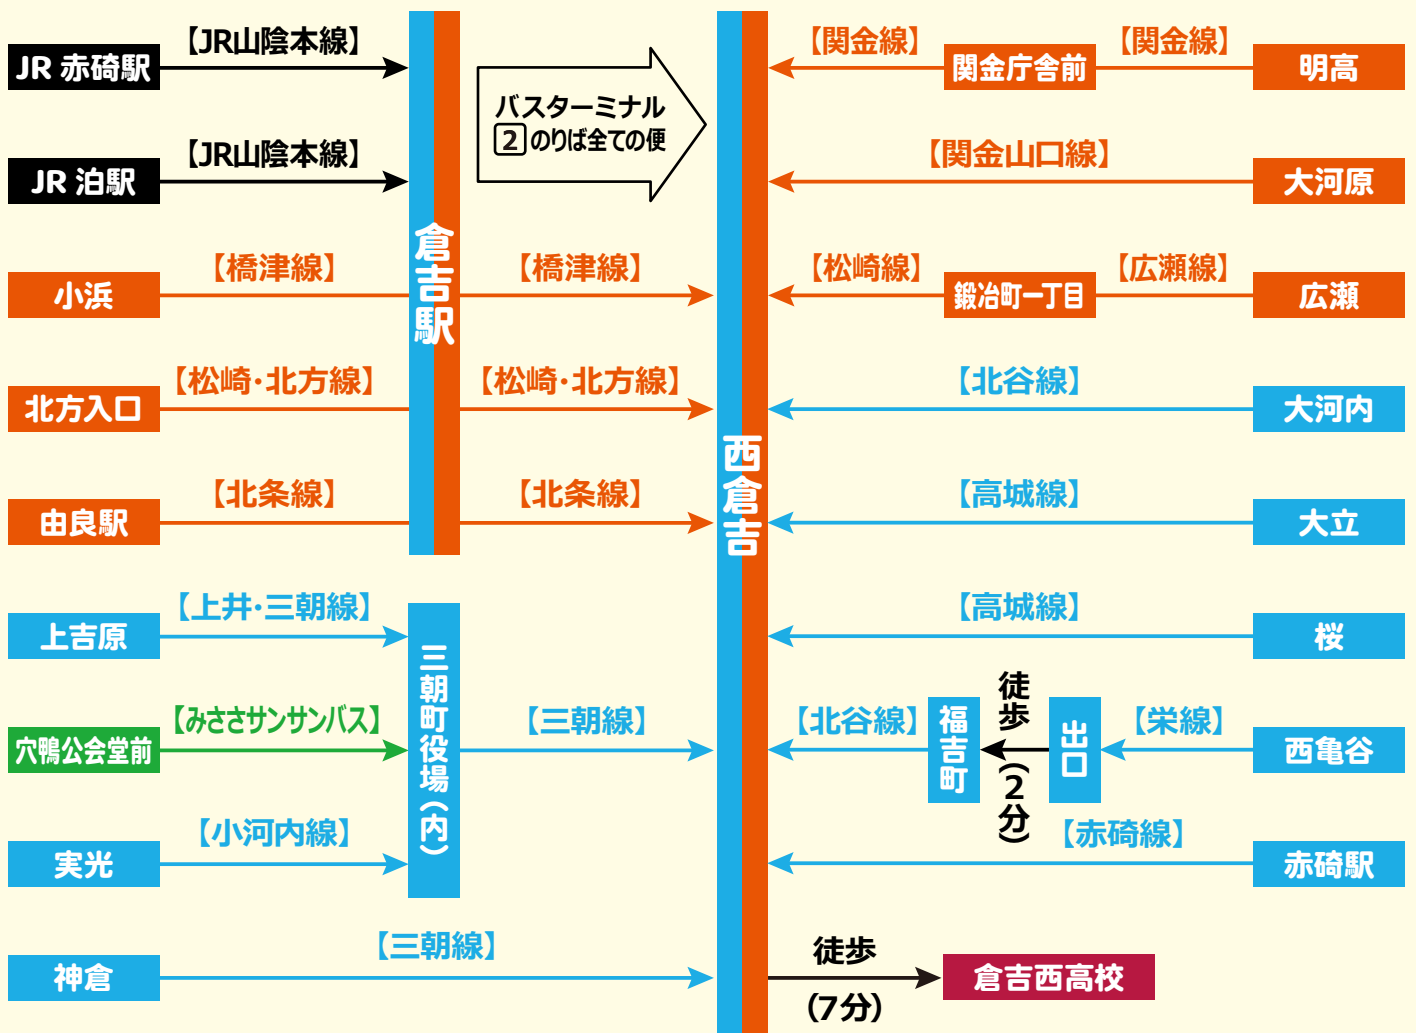 JR 赤碕駅
【JR山陰本線】
JR 泊駅
【JR山陰本線】
小浜
【橋津線】
北方入口
【松崎・北方線】
由良駅
【北条線】
倉吉駅
バスターミナル
2のりば全ての便
【橋津線】
【松崎・北方線】
【北条線】
上吉原
【上井・三朝線】
穴鴨公会堂前
【みささサンサンバス】
実光
【小河内線】
三朝町役場（内）
【三朝線】
神倉
【三朝線】
西倉吉
【関金線】
関金庁舎前
【関金線】
明高
【関金山口線】
大河原
【松崎線】
鍛冶町一丁目
【広瀬線】
広瀬
【北谷線】
大河内
【高城線】
大立
【高城線】
桜
【北谷線】
福吉町
徒歩（2分）
出口
【栄線】
西亀谷
【赤碕線】
赤碕駅
徒歩
（7分）
倉吉西高校